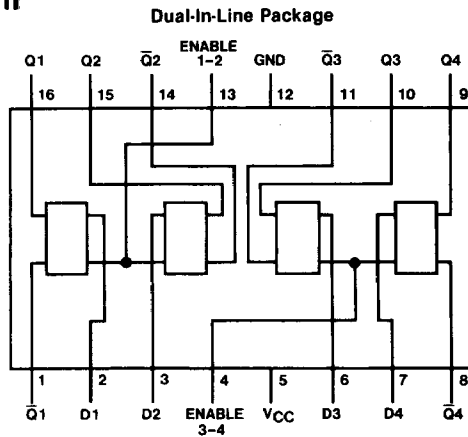 Dual-In-Line Package
Q1 Q2 Q̅2 ENABLE 1-2 GND Q̅3 Q3 Q4
16 15 14 13 12 11 10 9
1 2 3 4 5 6 7 8
Q̅1 D1 D2 ENABLE 3–4 VCC D3 D4 Q̅4